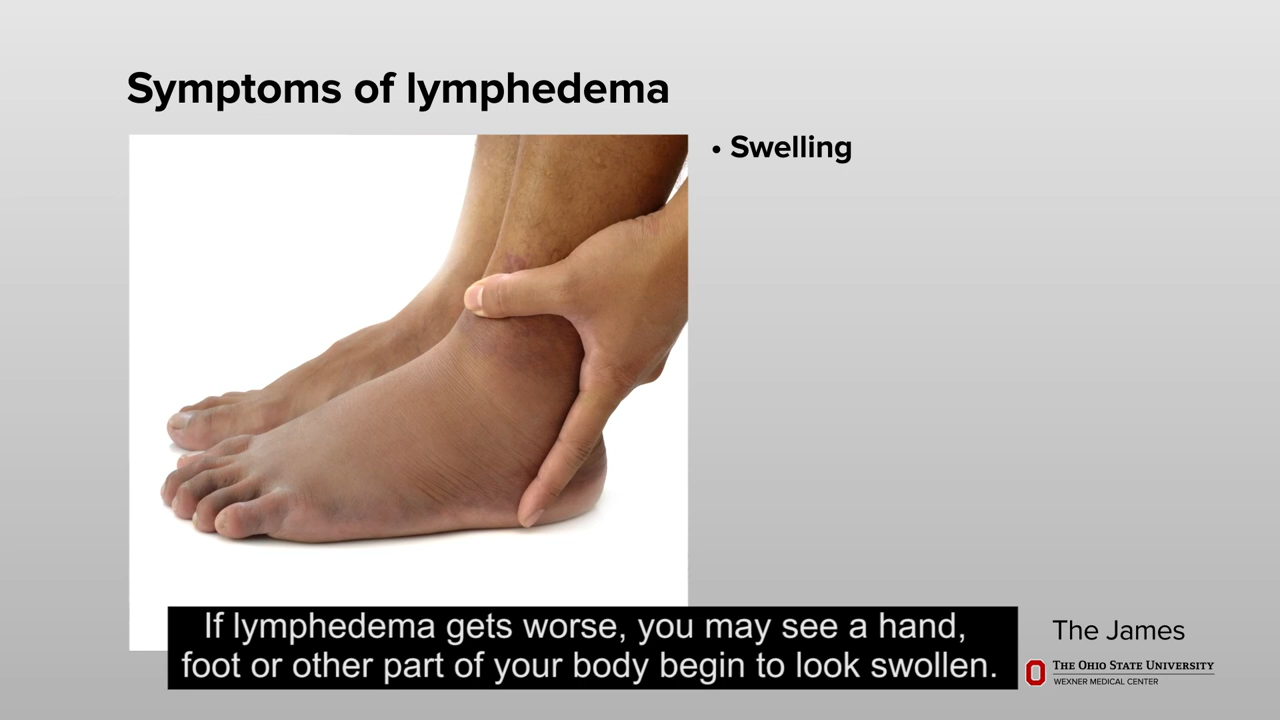 Symptoms of lymphedema
• Swelling
If lymphedema gets worse, you may see a hand,
foot or other part of your body begin to look swollen.
The James
THE OHIO STATE UNIVERSITY
WEXNER MEDICAL CENTER